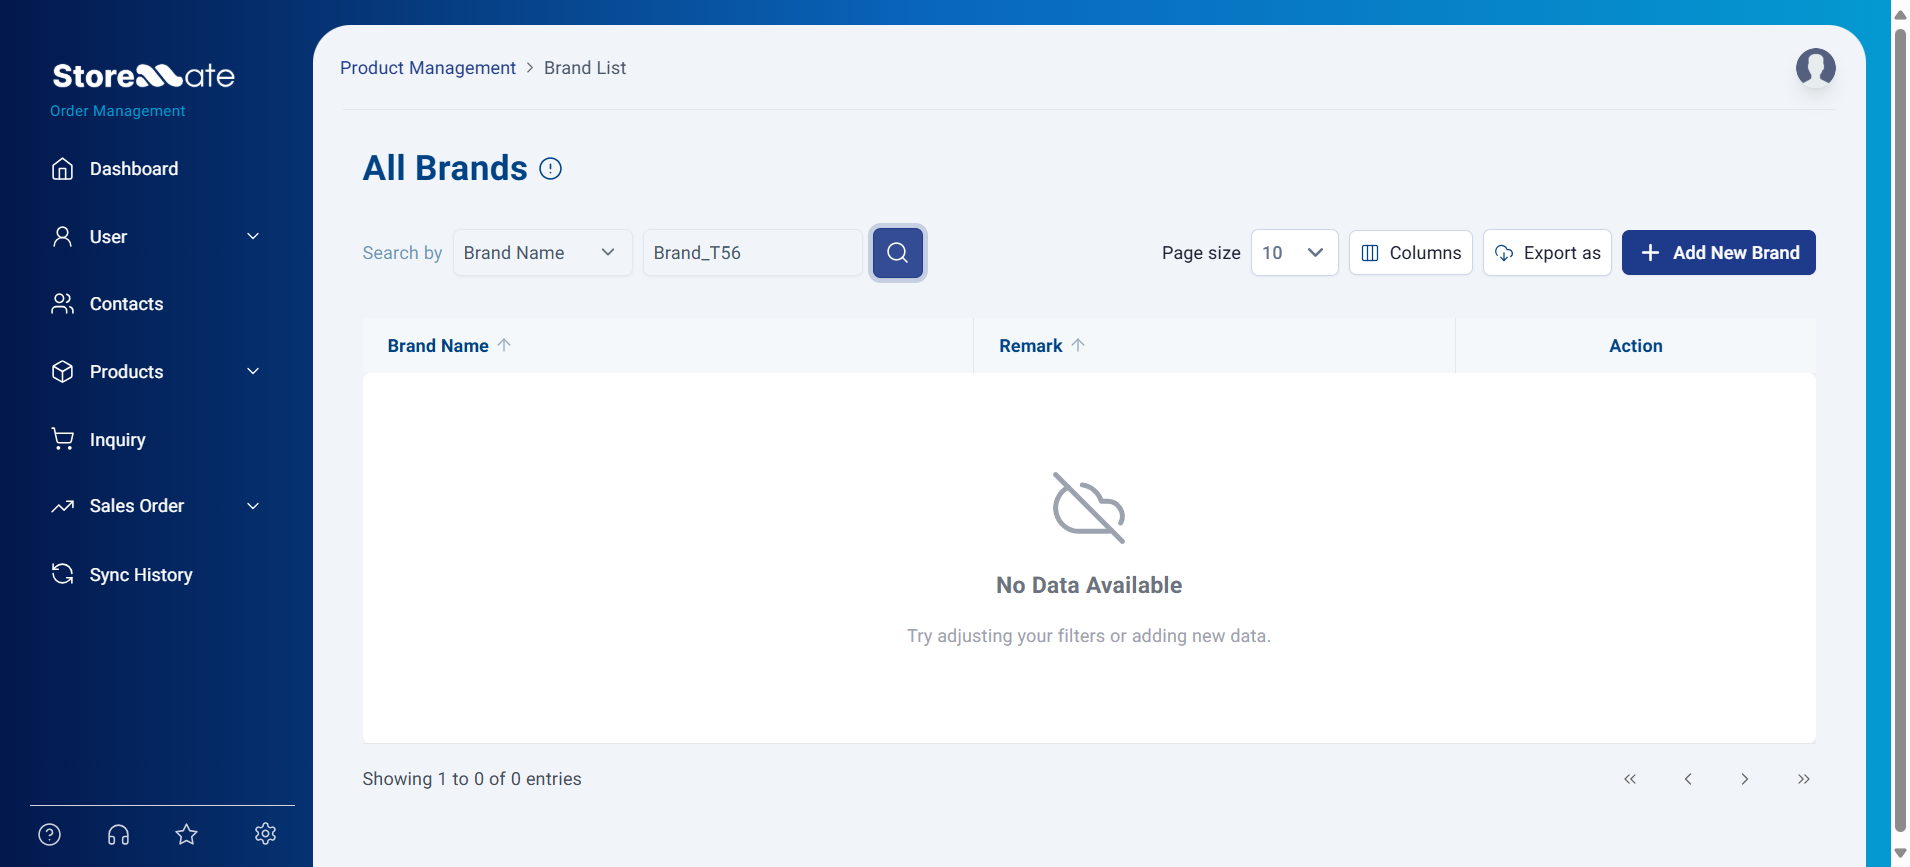 StoreMate
Order Management
Dashboard
User
Contacts
Products
Inquiry
Sales Order
Sync History
Product Management > Brand List
All Brands
Search by Brand Name Brand_T56 Page size 10 Columns Export as Add New Brand
Brand Name Remark Action
No Data Available
Try adjusting your filters or adding new data.
Showing 1 to 0 of 0 entries